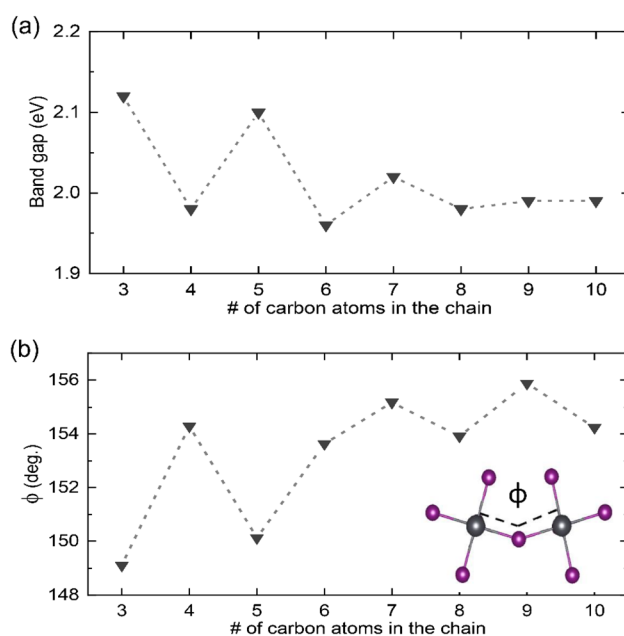 (a)
2.2
2.1
2.0
1.9
Band gap (eV)
3 4 5 6 7 8 9 10
# of carbon atoms in the chain
(b)
156
154
152
150
148
ϕ (deg.)
ϕ
3 4 5 6 7 8 9 10
# of carbon atoms in the chain